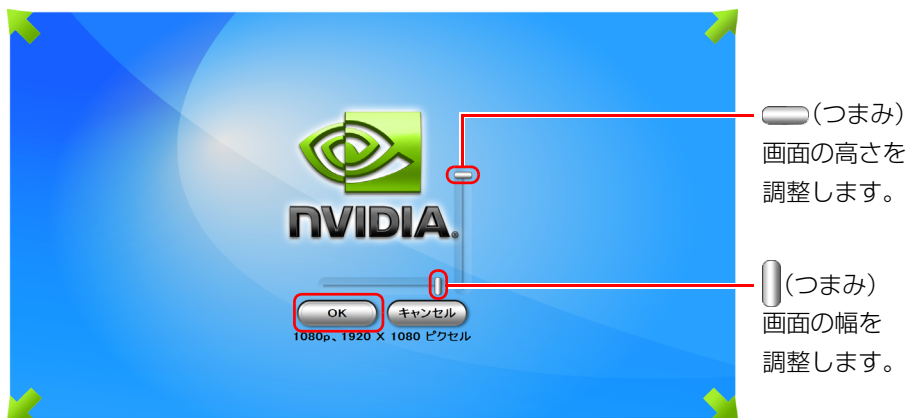 (つまみ)
画面の高さを
調整します。
NVIDIA.
(つまみ)
画面の幅を
調整します。
OK
キャンセル
1080p、1920 X 1080 ピクセル